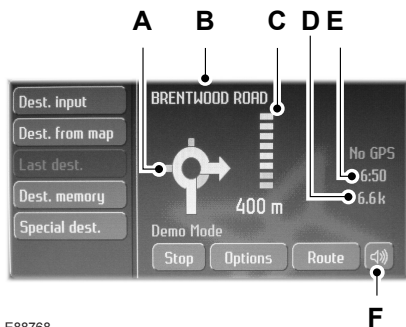 A B C D E
BRENTWOOD ROAD
Dest. input
Dest. from map
Last dest.
Dest. memory
Special dest.
No GPS
6:50
6.6k
400 m
Demo Mode
Stop Options Route
F
E88768